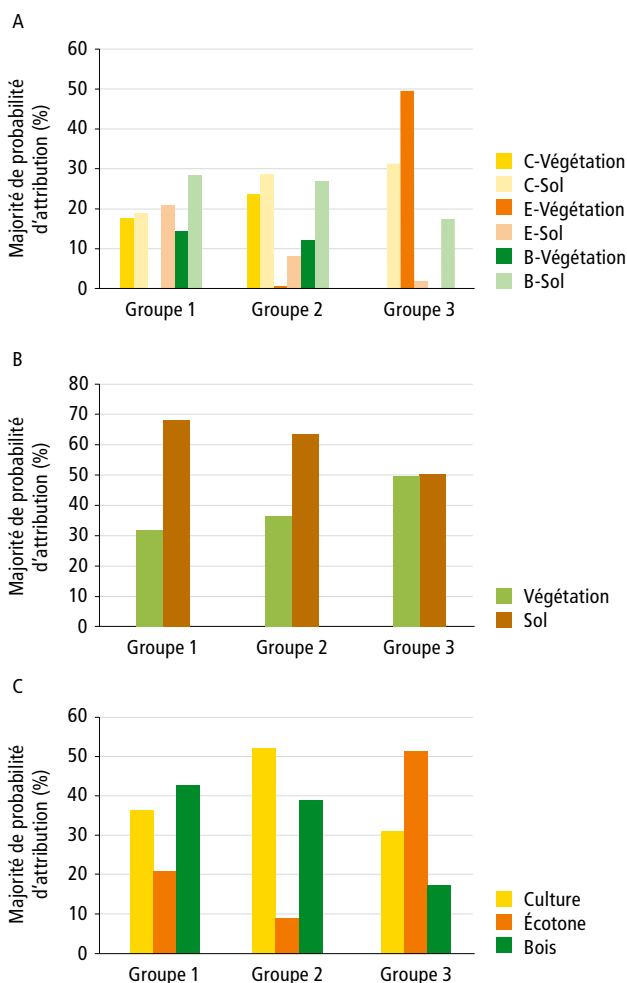 A
Majorité de probabilité
d'attribution (%)
60
50
40
30
20
10
0
Groupe 1
Groupe 2
Groupe 3
C-Végétation
C-Sol
E-Végétation
E-Sol
B-Végétation
B-Sol
B
Majorité de probabilité
d'attribution (%)
80
70
60
50
40
30
20
10
0
Groupe 1
Groupe 2
Groupe 3
Végétation
Sol
C
Majorité de probabilité
d'attribution (%)
60
50
40
30
20
10
0
Groupe 1
Groupe 2
Groupe 3
Culture
Écotone
Bois